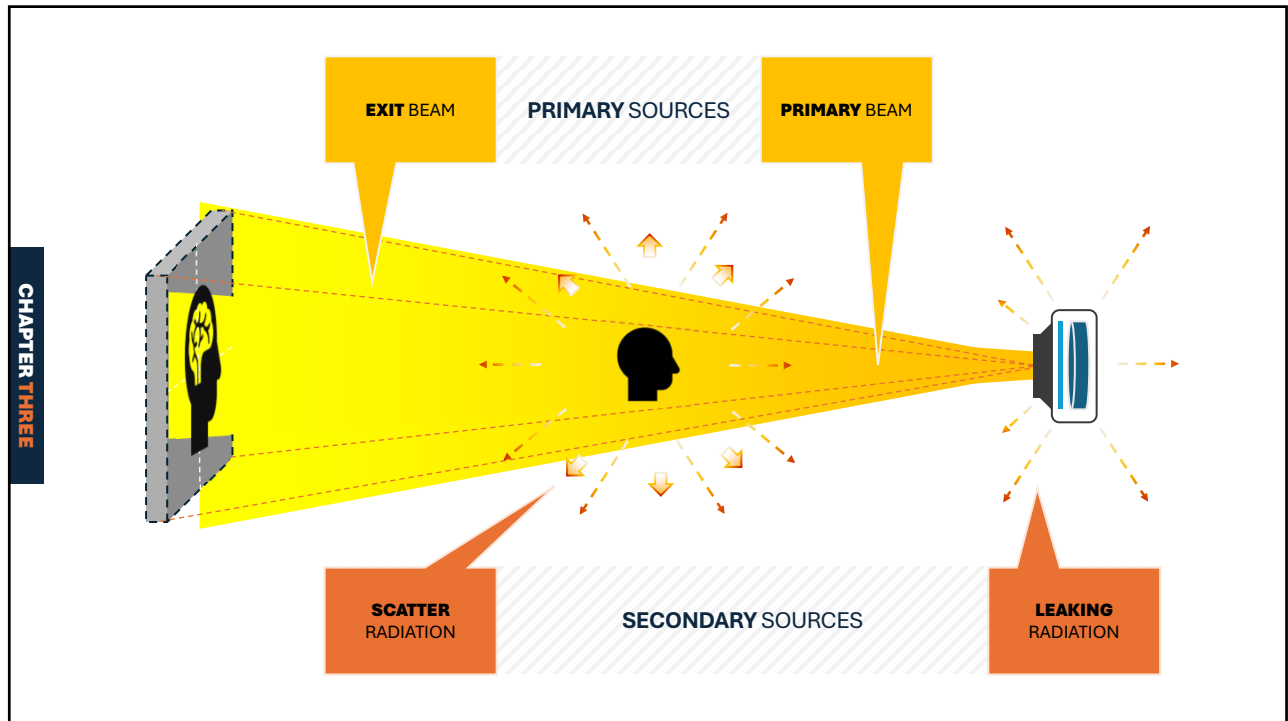 EXIT BEAM
PRIMARY SOURCES
PRIMARY BEAM
CHAPTER THREE
SCATTER
RADIATION
SECONDARY SOURCES
LEAKING
RADIATION